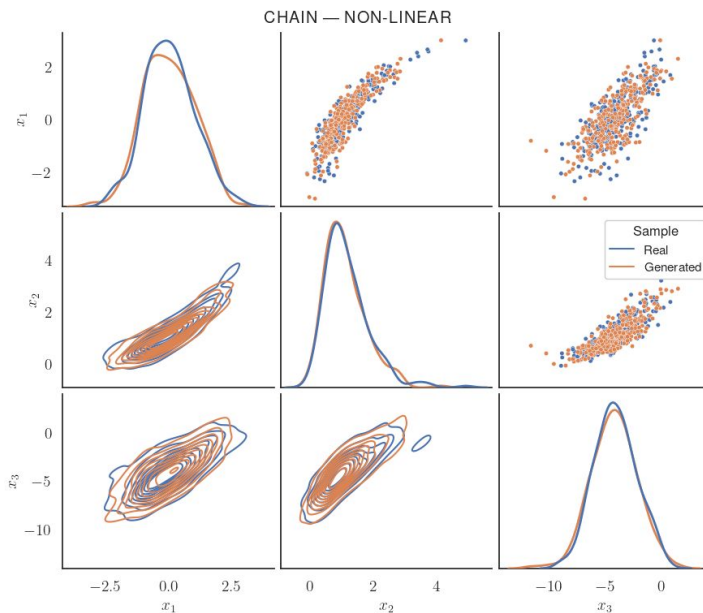 CHAIN — NON-LINEAR
2
0
−2
x₁
4
2
0
x₂
Sample
Real
Generated
0
−5
−10
x₃
−2.5 0.0 2.5
0 2 4
−10 0
x₁ x₂ x₃